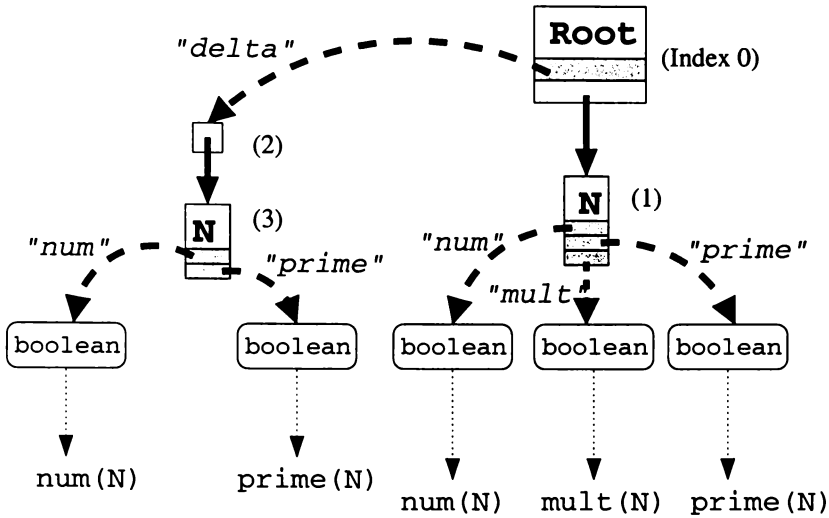 Root
"delta"
(Index 0)
(2)
N
(3)
N
(1)
"num"
"prime"
"num"
"mult"
"prime"
boolean
boolean
boolean
boolean
boolean
num(N)
prime(N)
num(N)
mult(N)
prime(N)